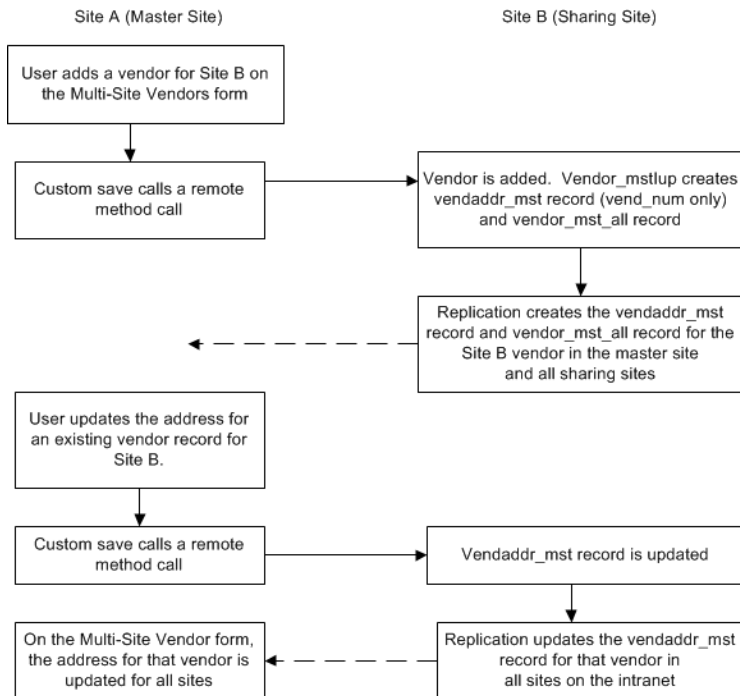 Site A (Master Site)
Site B (Sharing Site)
User adds a vendor for Site B on
the Multi-Site Vendors form
Custom save calls a remote
method call
Vendor is added.  Vendor_mstIup creates
vendaddr_mst record (vend_num only)
and vendor_mst_all record
Replication creates the vendaddr_mst
record and vendor_mst_all record for the
Site B vendor in the master site
and all sharing sites
User updates the address for
an existing vendor record for
Site B.
Custom save calls a remote
method call
Vendaddr_mst record is updated
On the Multi-Site Vendor form,
the address for that vendor is
updated for all sites
Replication updates the vendaddr_mst
record for that vendor in
all sites on the intranet